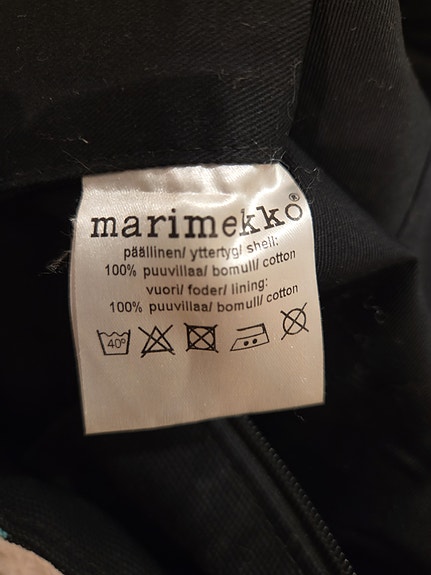 marimekko®
päällinen/ yttertyg/ shell:
100% puuvillaa/ bomull/ cotton
vuori/ foder/ lining:
100% puuvillaa/ bomull/ cotton
40°